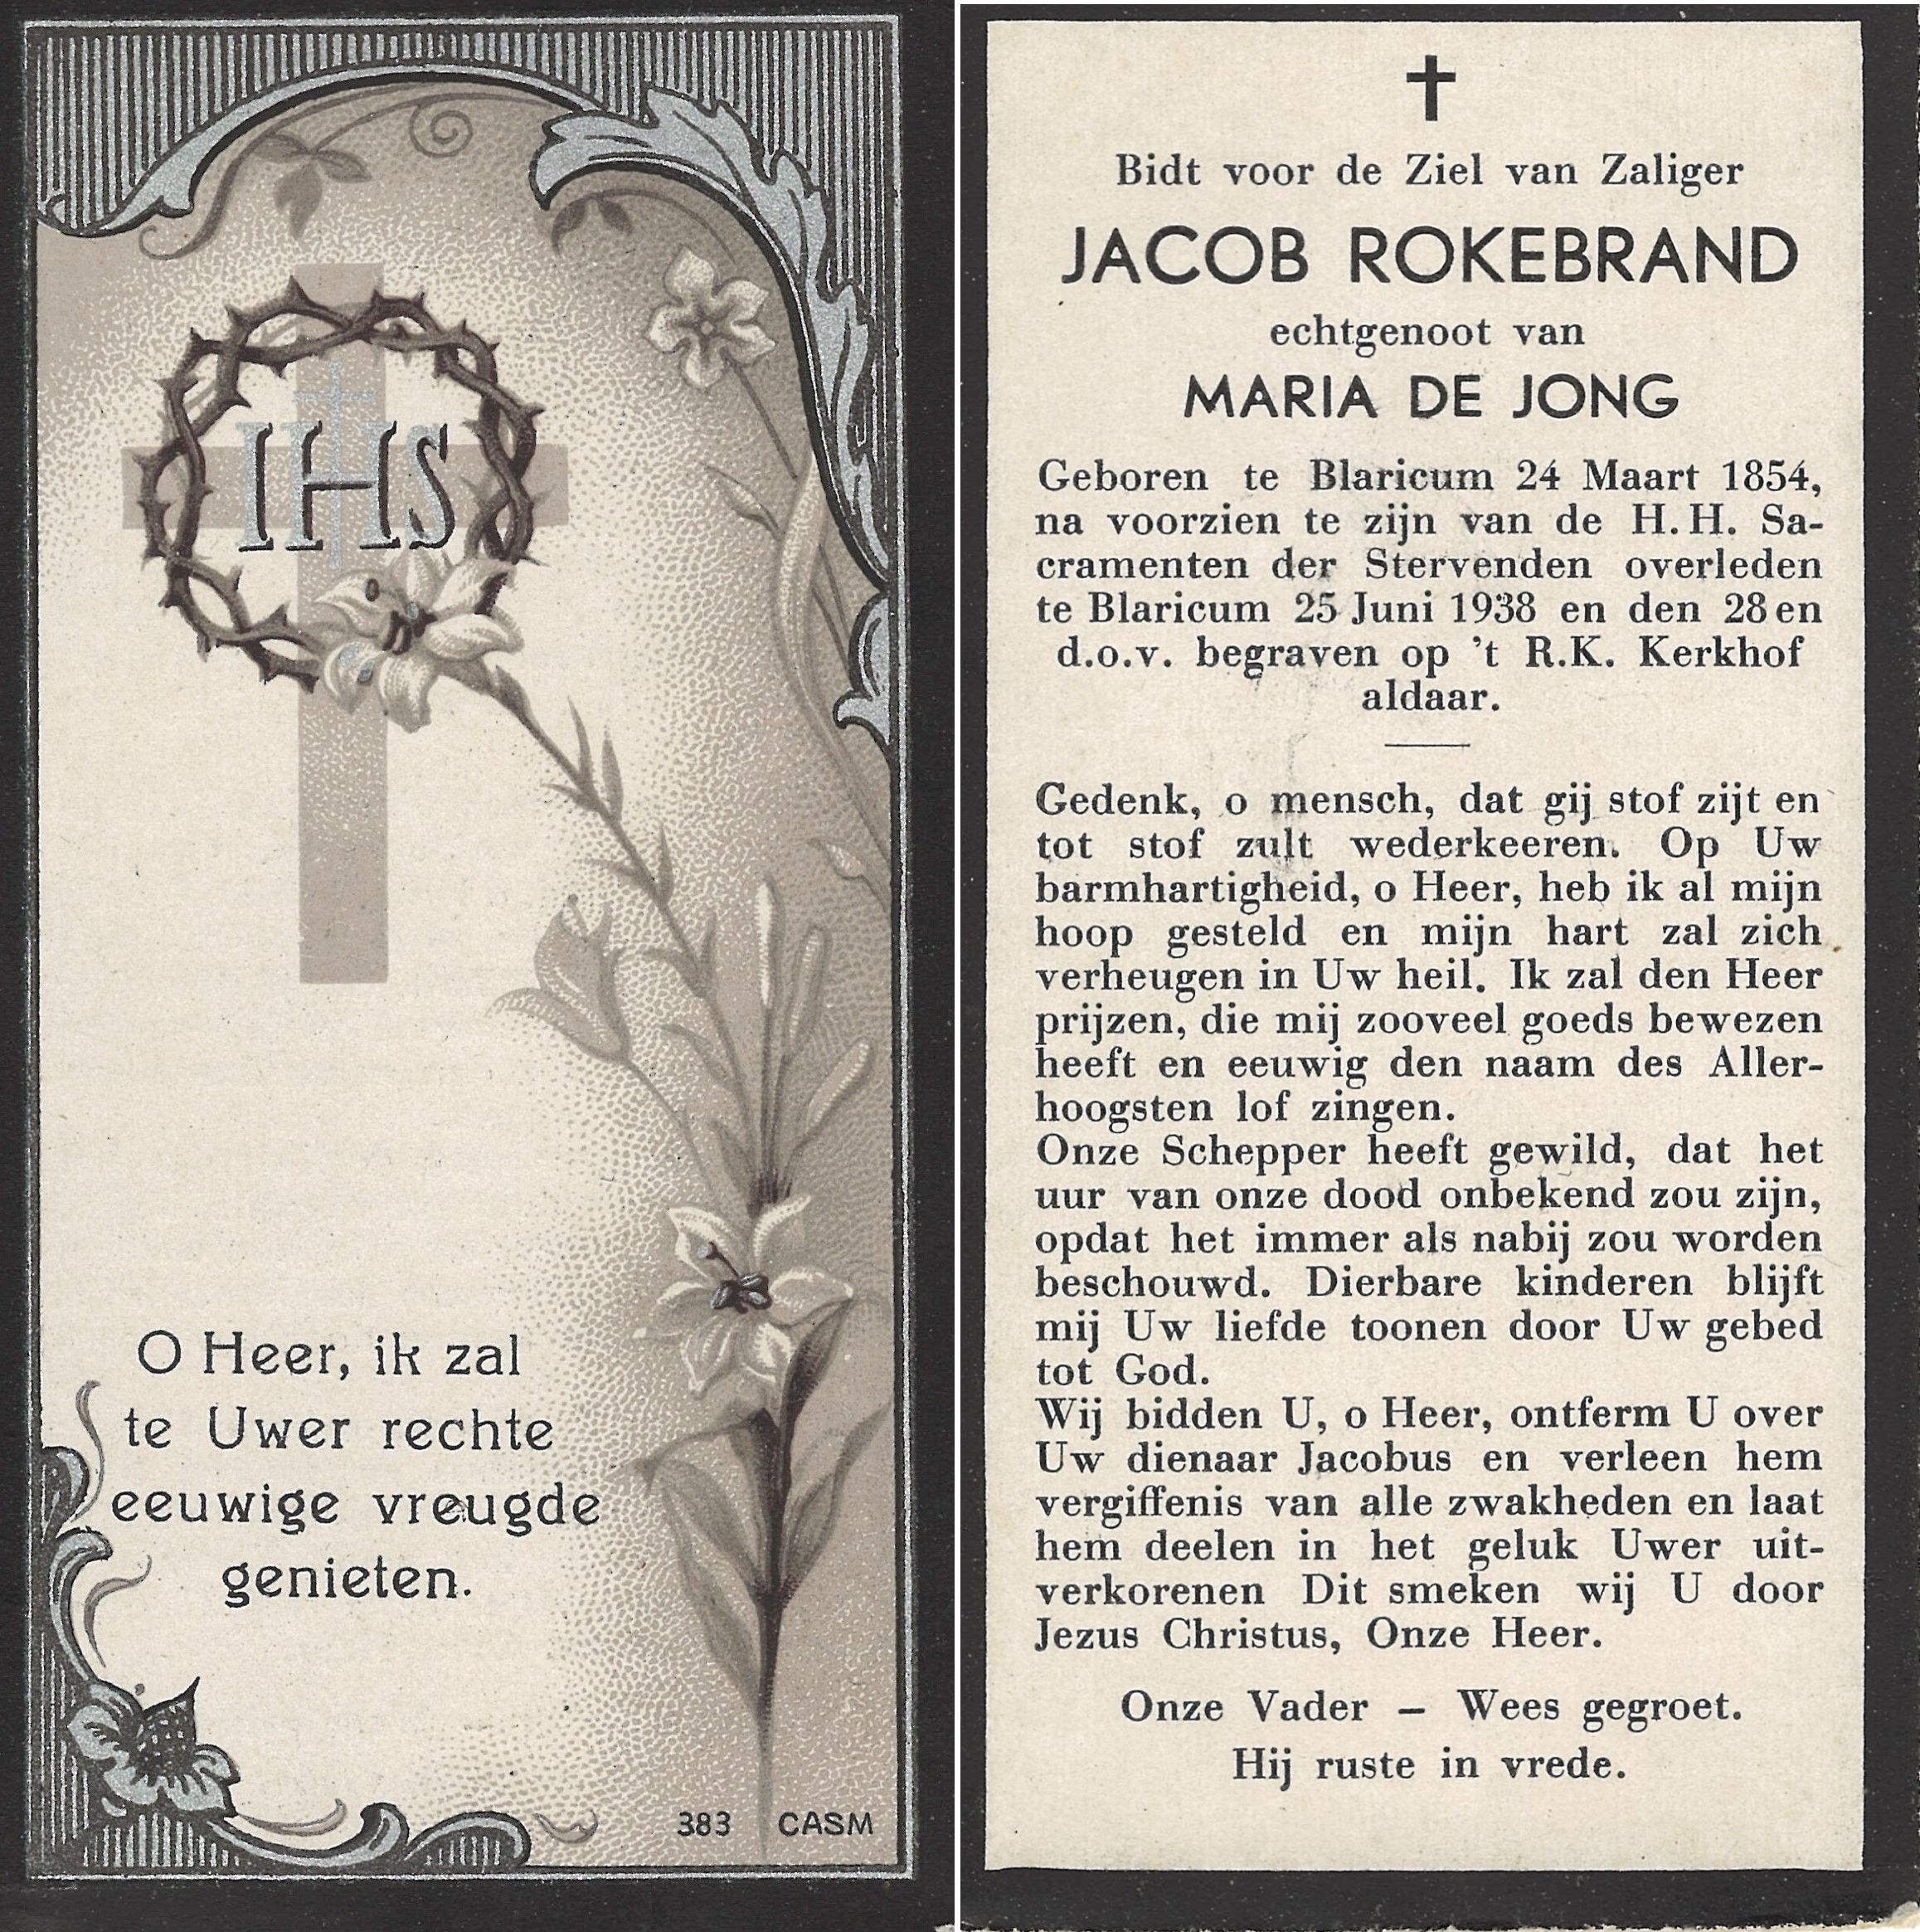 IHS
O Heer, ik zal
te Uwer rechte
eeuwige vreugde
genieten.
383 CASM
Bidt voor de Ziel van Zaliger
JACOB ROKEBRAND
echtgenoot van
MARIA DE JONG
Geboren te Blaricum 24 Maart 1854,
na voorzien te zijn van de H.H. Sa-
cramenten der Stervenden overleden
te Blaricum 25 Juni 1938 en den 28en
d.o.v. begraven op 't R.K. Kerkhof
aldaar.
Gedenk, o mensch, dat gij stof zijt en
tot stof zult wederkeeren. Op Uw
barmhartigheid, o Heer, heb ik al mijn
hoop gesteld en mijn hart zal zich
verheugen in Uw heil. Ik zal den Heer
prijzen, die mij zooveel goeds bewezen
heeft en eeuwig den naam des Aller-
hoogsten lof zingen.
Onze Schepper heeft gewild, dat het
uur van onze dood onbekend zou zijn,
opdat het immer als nabij zou worden
beschouwd. Dierbare kinderen blijft
mij Uw liefde toonen door Uw gebed
tot God.
Wij bidden U, o Heer, ontferm U over
Uw dienaar Jacobus en verleen hem
vergiffenis van alle zwakheden en laat
hem deelen in het geluk Uwer uit-
verkorenen Dit smeken wij U door
Jezus Christus, Onze Heer.
Onze Vader – Wees gegroet.
Hij ruste in vrede.